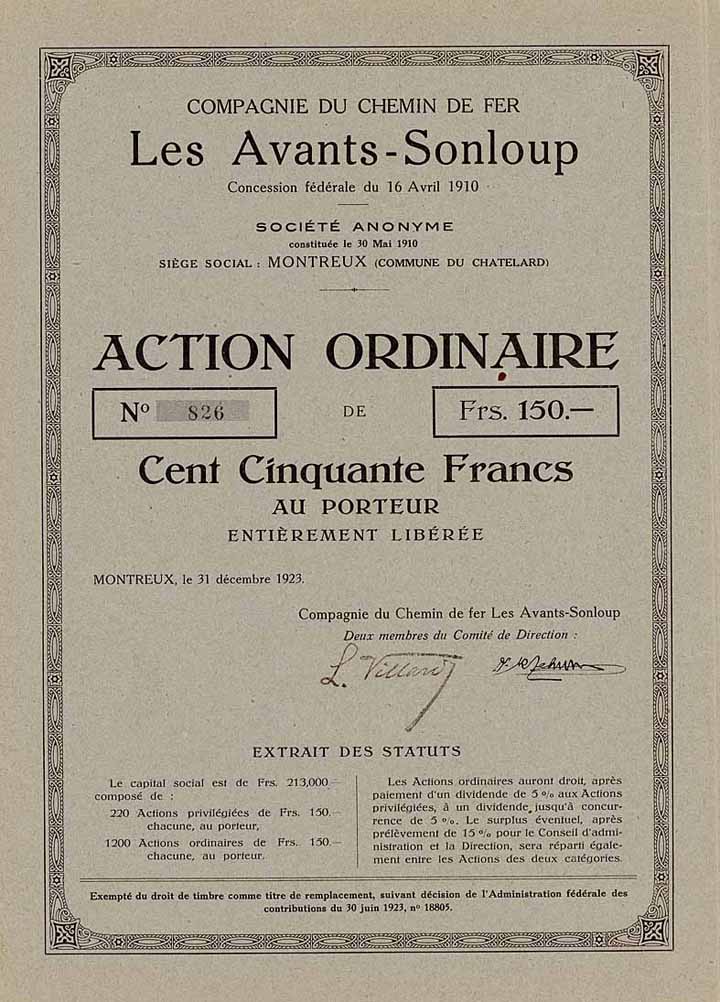 COMPAGNIE DU CHEMIN DE FER
Les Avants-Sonloup
Concession fédérale du 16 Avril 1910
SOCIÉTÉ ANONYME
constituée le 30 Mai 1910
SIÈGE SOCIAL : MONTREUX (COMMUNE DU CHATELARD)
ACTION ORDINAIRE
No 826 DE Frs. 150.—
Cent Cinquante Francs
AU PORTEUR
ENTIÈREMENT LIBÉRÉE
MONTREUX, le 31 décembre 1923.
Compagnie du Chemin de fer Les Avants-Sonloup
Deux membres du Comité de Direction :
L. Villard
EXTRAIT DES STATUTS
Le capital social est de Frs. 213,000.—
composé de :
220 Actions privilégiées de Frs. 150.—
chacune, au porteur,
1200 Actions ordinaires de Frs. 150.—
chacune, au porteur.
Les Actions ordinaires auront droit, après
paiement d'un dividende de 5 % aux Actions
privilégiées, à un dividende jusqu'à concur-
rence de 5 %. Le surplus éventuel, après
prélèvement de 15 % pour le Conseil d'admi-
nistration et la Direction, sera réparti égale-
ment entre les Actions des deux catégories.
Exempté du droit de timbre comme titre de remplacement, suivant décision de l'Administration fédérale des
contributions du 30 juin 1923, no 18805.